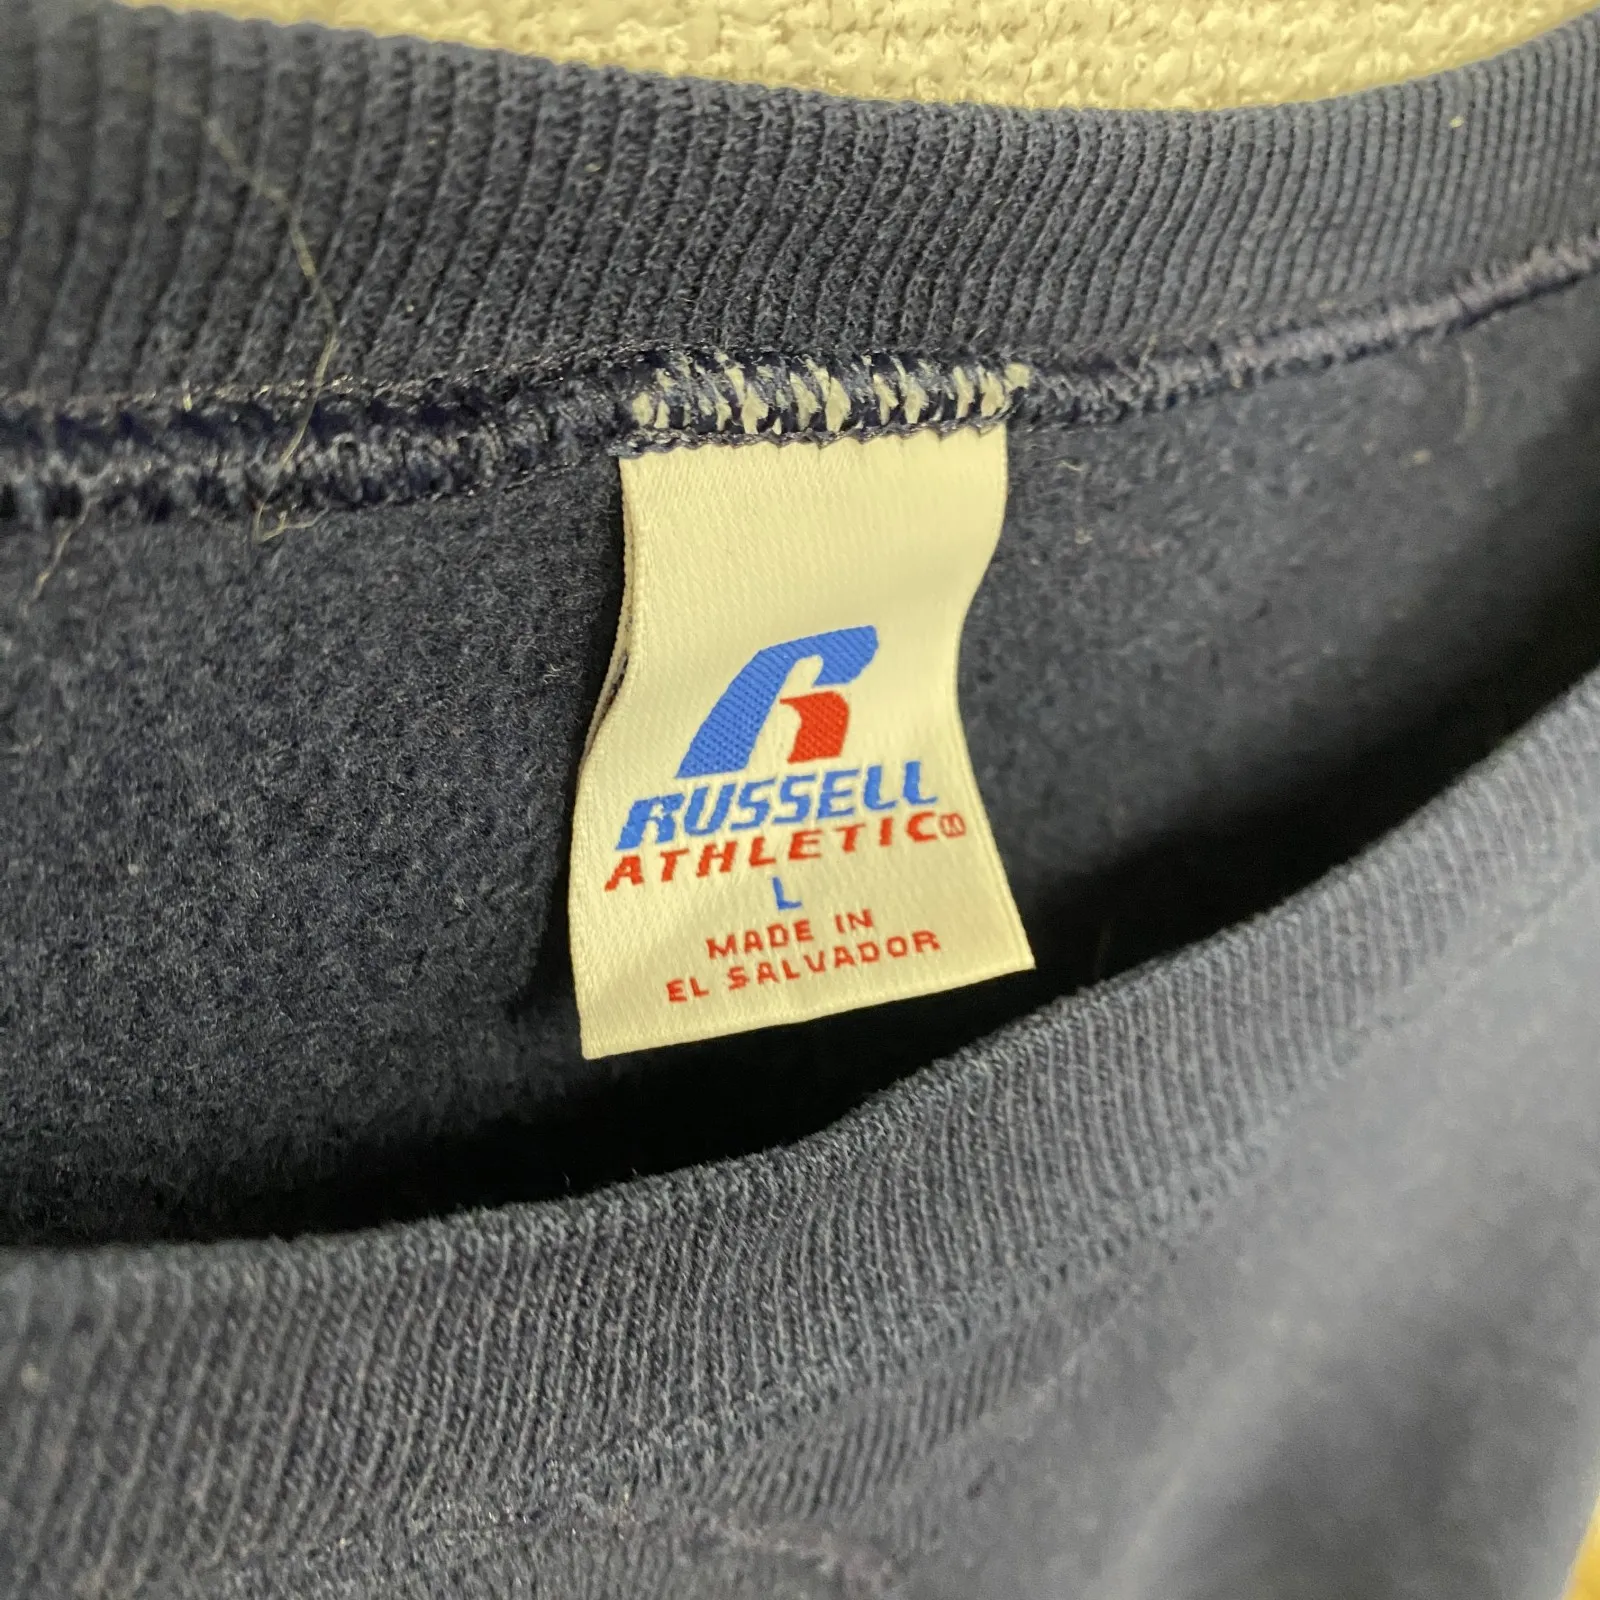 RUSSELL
ATHLETIC®
L
MADE IN
EL SALVADOR